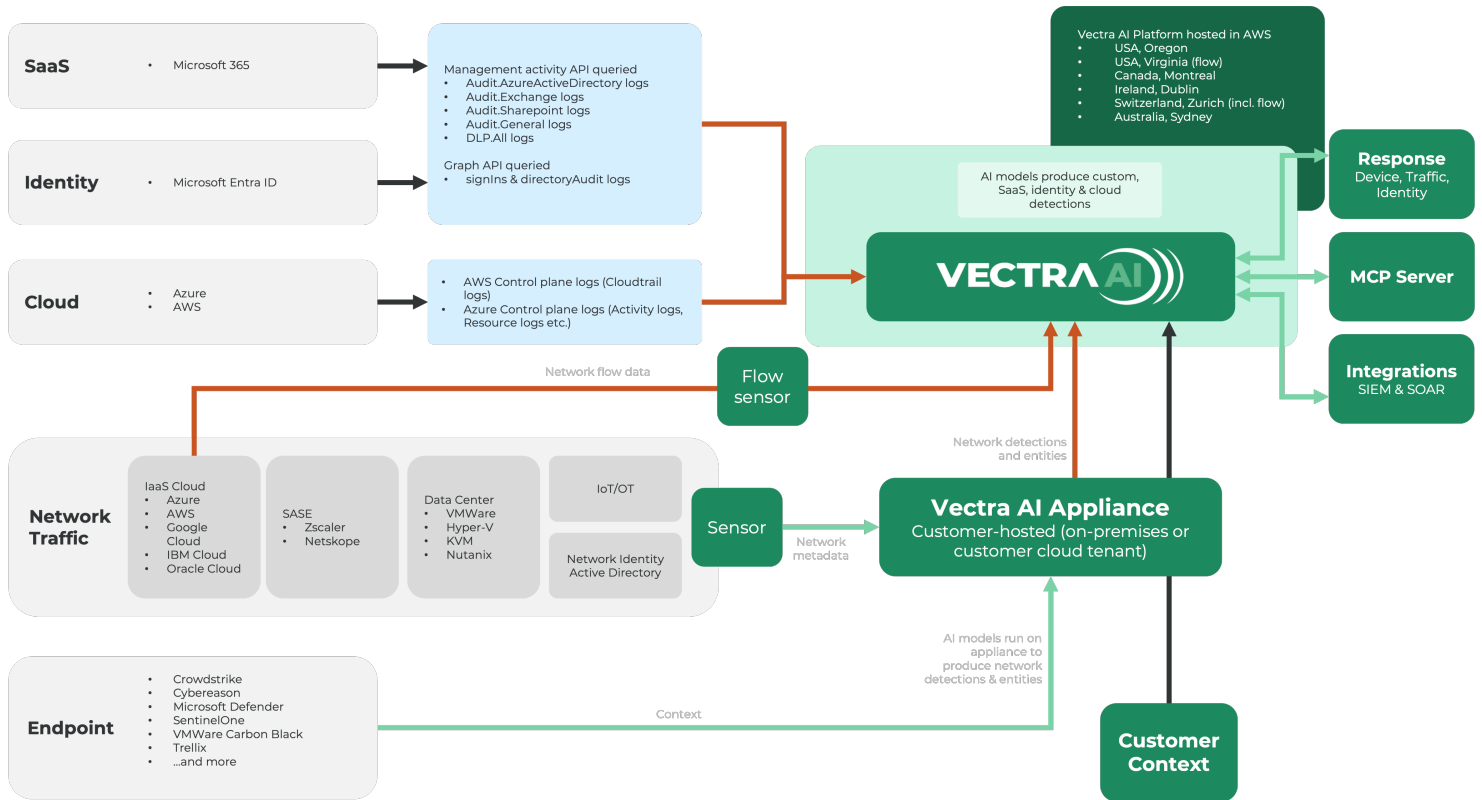 SaaS
• Microsoft 365
Identity
• Microsoft Entra ID
Cloud
• Azure
• AWS
Management activity API queried
• Audit.AzureActiveDirectory logs
• Audit.Exchange logs
• Audit.Sharepoint logs
• Audit.General logs
• DLP.All logs
Graph API queried
• signIns & directoryAudit logs
• AWS Control plane logs (Cloudtrail
logs)
• Azure Control plane logs (Activity logs,
Resource logs etc.)
Vectra AI Platform hosted in AWS
• USA, Oregon
• USA, Virginia (flow)
• Canada, Montreal
• Ireland, Dublin
• Switzerland, Zurich (incl. flow)
• Australia, Sydney
AI models produce custom,
SaaS, identity & cloud
detections
VECTRA AI
Response
Device, Traffic,
Identity
MCP Server
Integrations
SIEM & SOAR
Network flow data
Flow
sensor
Network detections
and entities
Network
Traffic
IaaS Cloud
• Azure
• AWS
• Google
Cloud
• IBM Cloud
• Oracle Cloud
SASE
• Zscaler
• Netskope
Data Center
• VMWare
• Hyper-V
• KVM
• Nutanix
IoT/OT
Network Identity
Active Directory
Sensor
Network
metadata
Vectra AI Appliance
Customer-hosted (on-premises or
customer cloud tenant)
AI models run on
appliance to
produce network
detections & entities
Endpoint
• Crowdstrike
• Cybereason
• Microsoft Defender
• SentinelOne
• VMWare Carbon Black
• Trellix
• ...and more
Context
Customer
Context